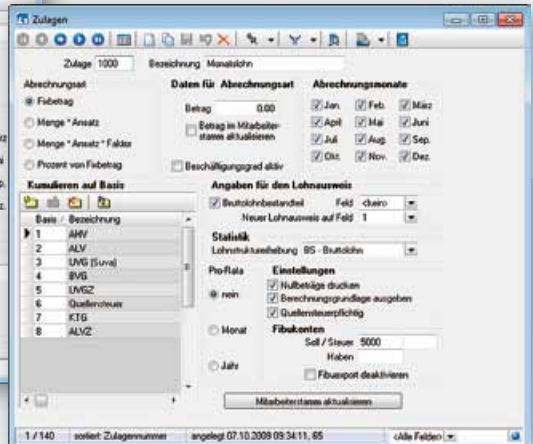 Zulagen
Zulage 1000 Bezeichnung Monatslohn
Abrechnungsart
Fixbetrag
Menge * Ansatz
Menge * Ansatz * Faktor
Prozent von Fixbetrag
Daten für Abrechnungsart
Betrag 0.00
Betrag im Mitarbeiter-
stamm aktualisieren
Beschäftigungsgrad aktiv
Abrechnungsmonate
Jan Feb. März
April Mai Juni
Juli Aug. Sep.
Okt. Nov. Dez.
Kumulieren auf Basis
Basis / Bezeichnung
1 AHV
2 ALV
3 UVG (Suva)
4 BVG
5 UVGZ
6 Quellensteuer
7 KTG
8 ALVZ
Angaben für den Lohnausweis
Bruttolohnbestandteil Feld <keiro
Neuer Lohnausweis auf Feld 1
Statistik
Lohnstrukturerhebung BS - Bruttolohn
Pro-Rata
nein
Monat
Jahr
Einstellungen
Nullbeträge drucken
Berechnungsgrundlage ausgeben
Quellensteuerpflichtig
Fibukonten
Soll / Steuer 5000
Haben
Fibuexport deaktivieren
Mitarbeiterstamm aktualisieren
1 / 140 sortiert: Zulagennummer angelegt 07.10.2009 09:34:11, 65 <Alle Felder>